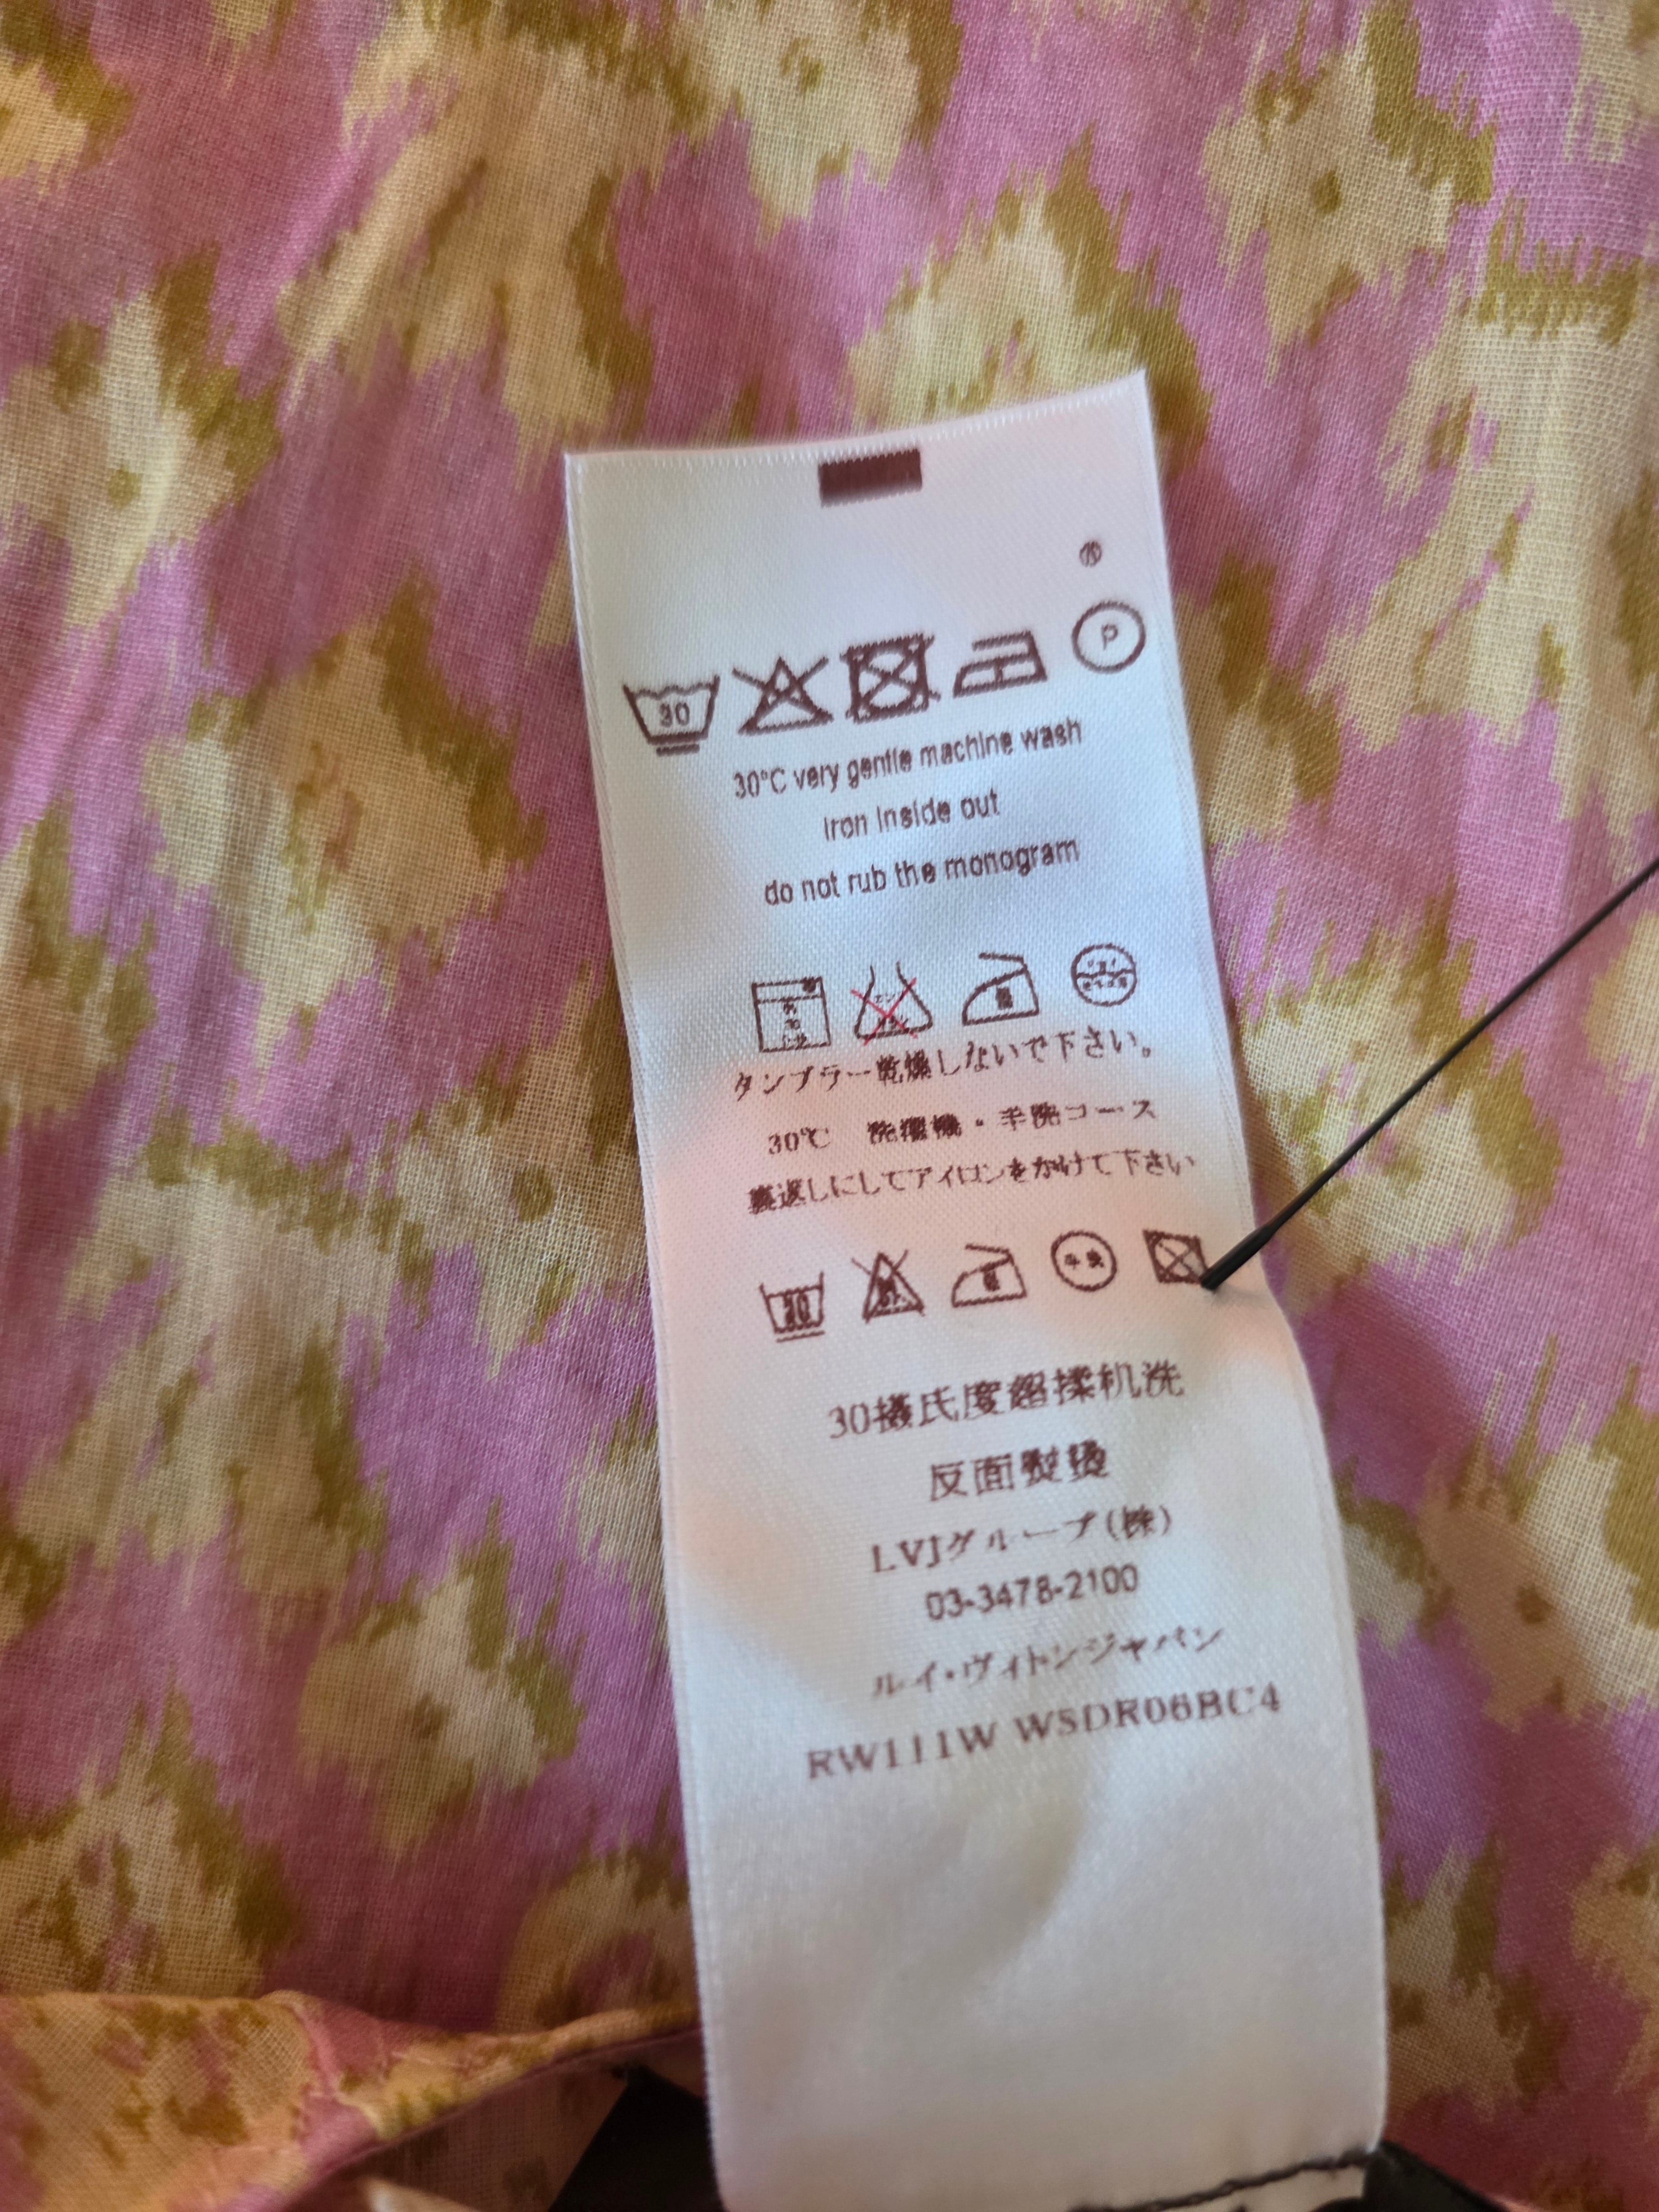 ®
P
30
30°C very gentle machine wash
iron inside out
do not rub the monogram
タンブラー乾燥しないで下さい。
30℃ 洗濯機・手洗コース
裏返しにしてアイロンをかけて下さい
30
30攝氏度超揉机洗
反面熨燙
LVJグループ(株)
03-3478-2100
ルイ・ヴィトンジャパン
RW111W WSDR06BC4